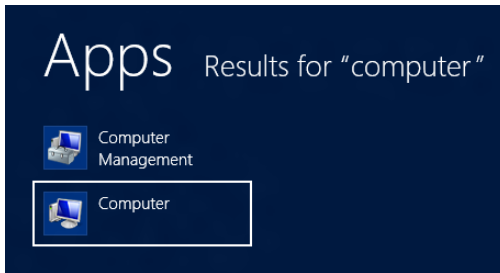 Apps Results for “computer”
Computer
Management
Computer